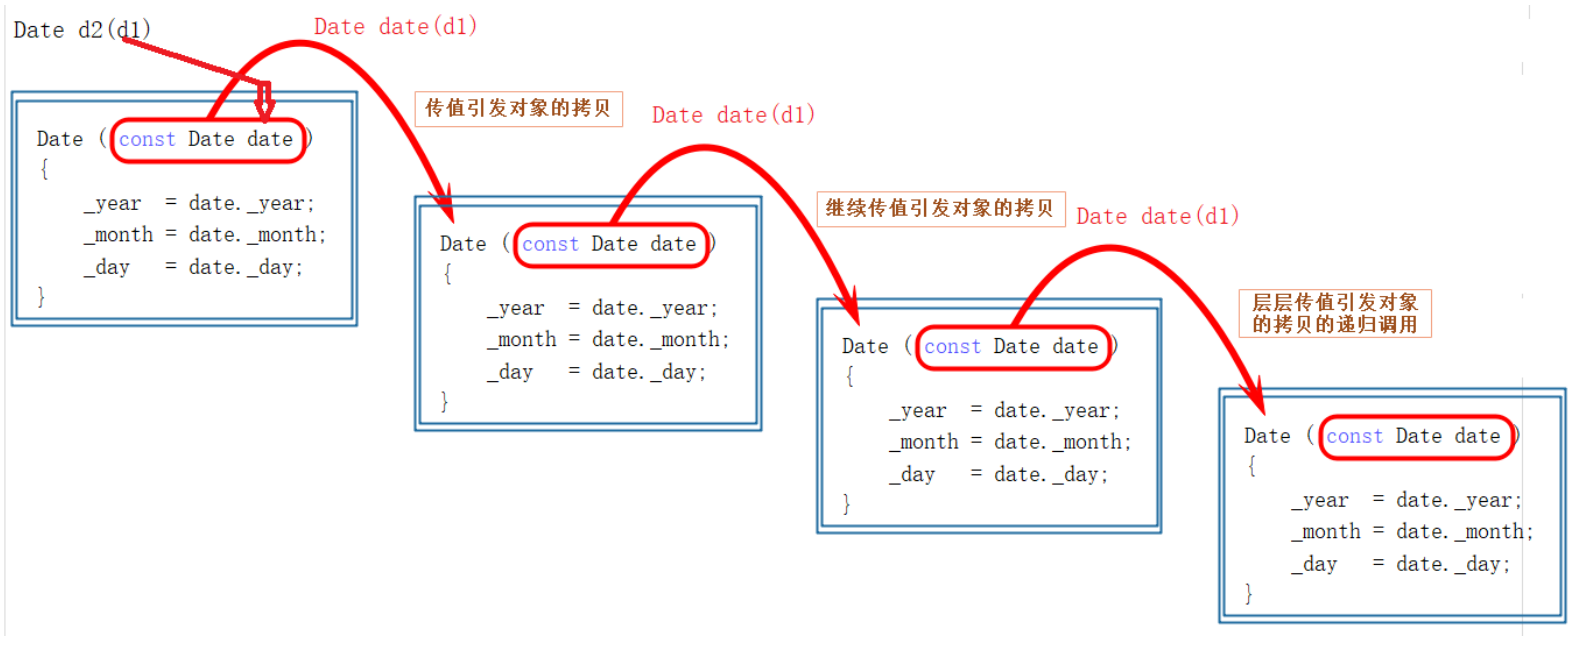 Date d2(d1)
Date date(d1)
Date ( const Date date )
{
_year = date._year;
_month = date._month;
_day = date._day;
}
传值引发对象的拷贝
Date date(d1)
Date ( const Date date )
{
_year = date._year;
_month = date._month;
_day = date._day;
}
继续传值引发对象的拷贝
Date date(d1)
Date ( const Date date )
{
_year = date._year;
_month = date._month;
_day = date._day;
}
层层传值引发对象
的拷贝的递归调用
Date ( const Date date )
{
_year = date._year;
_month = date._month;
_day = date._day;
}